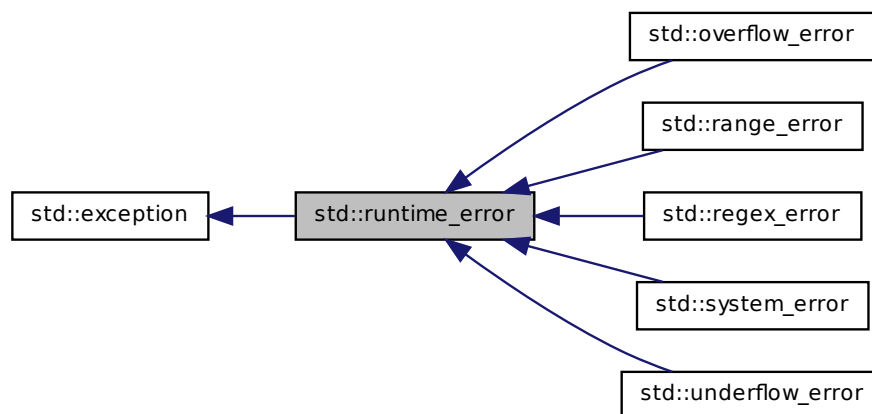 std::overflow_error
std::range_error
std::exception
std::runtime_error
std::regex_error
std::system_error
std::underflow_error